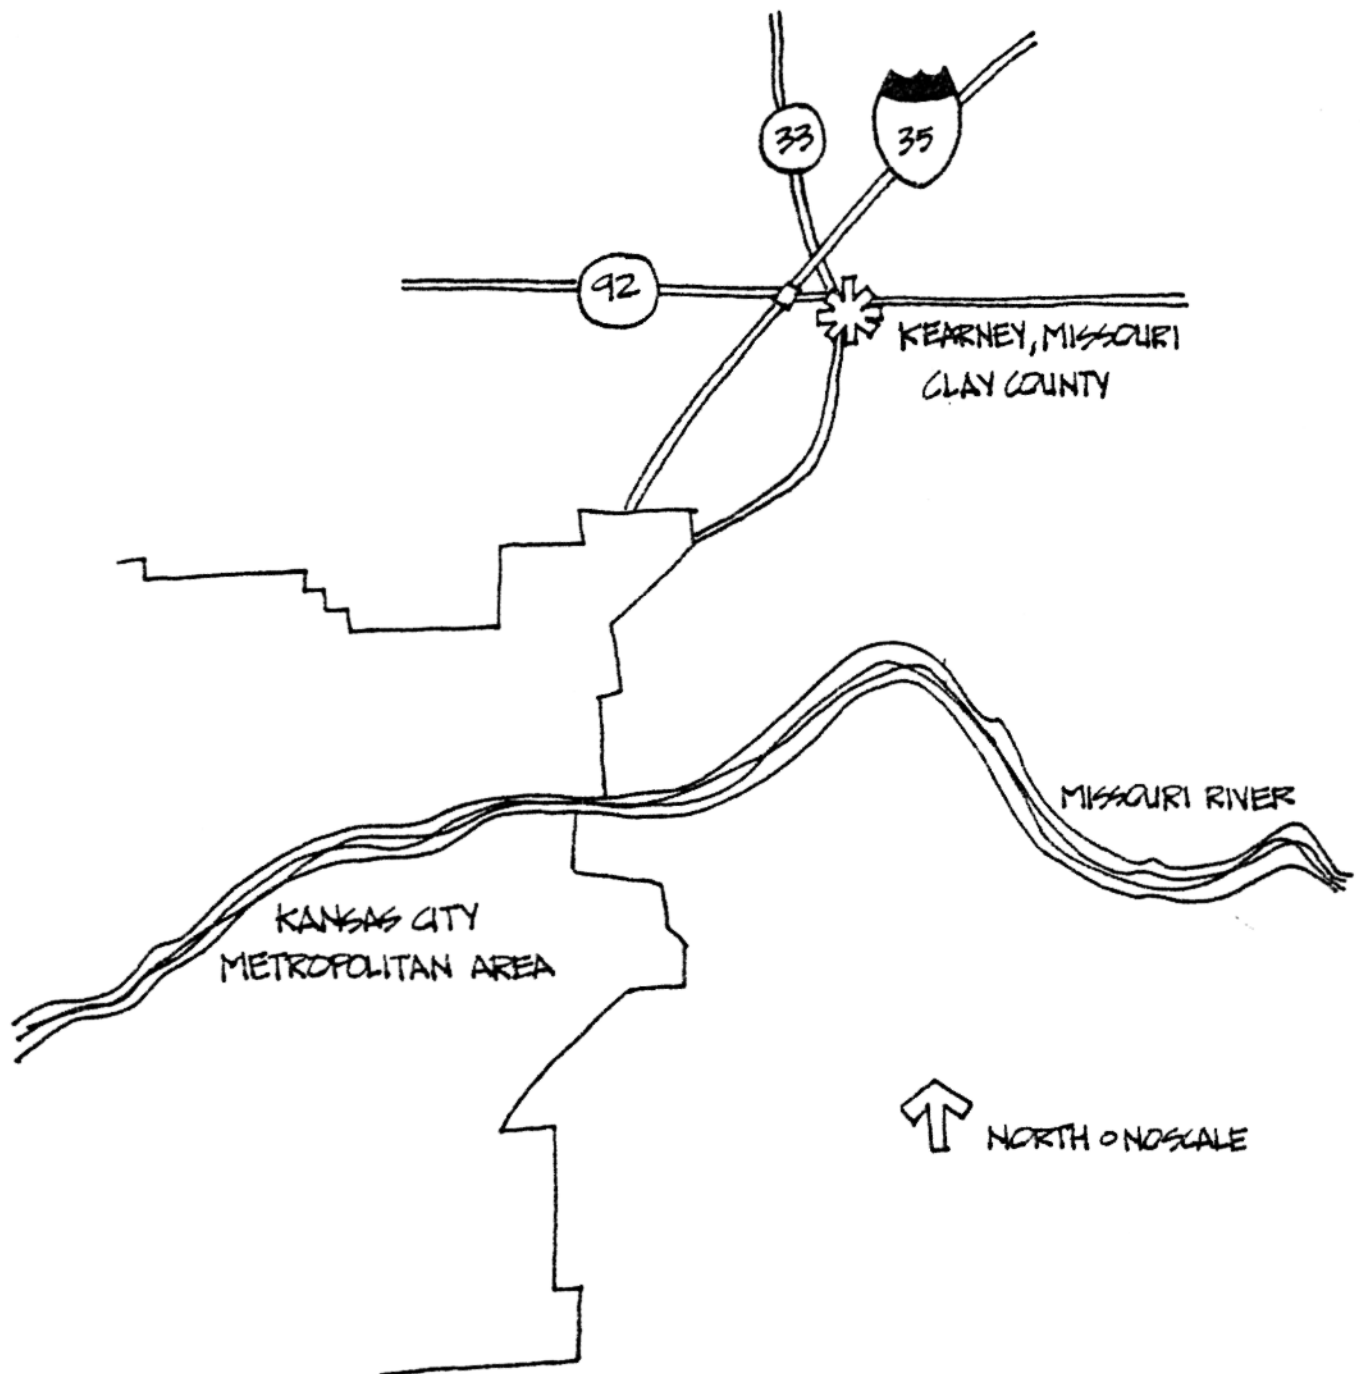 33
35
92
KEARNEY, MISSOURI
CLAY COUNTY
MISSOURI RIVER
KANSAS CITY
METROPOLITAN AREA
NORTH o NO SCALE